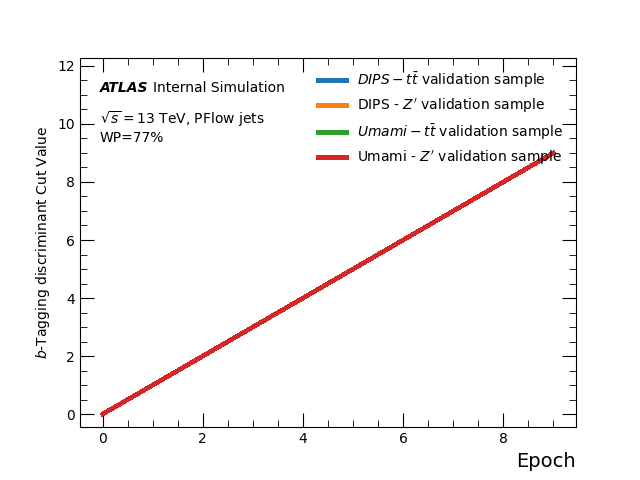 ATLAS Internal Simulation
√s = 13 TeV, PFlow jets
WP=77%
DIPS − tt̄ validation sample
DIPS - Z′ validation sample
Umami − tt̄ validation sample
Umami - Z′ validation sample
b-Tagging discriminant Cut Value
12
10
8
6
4
2
0
0 2 4 6 8
Epoch